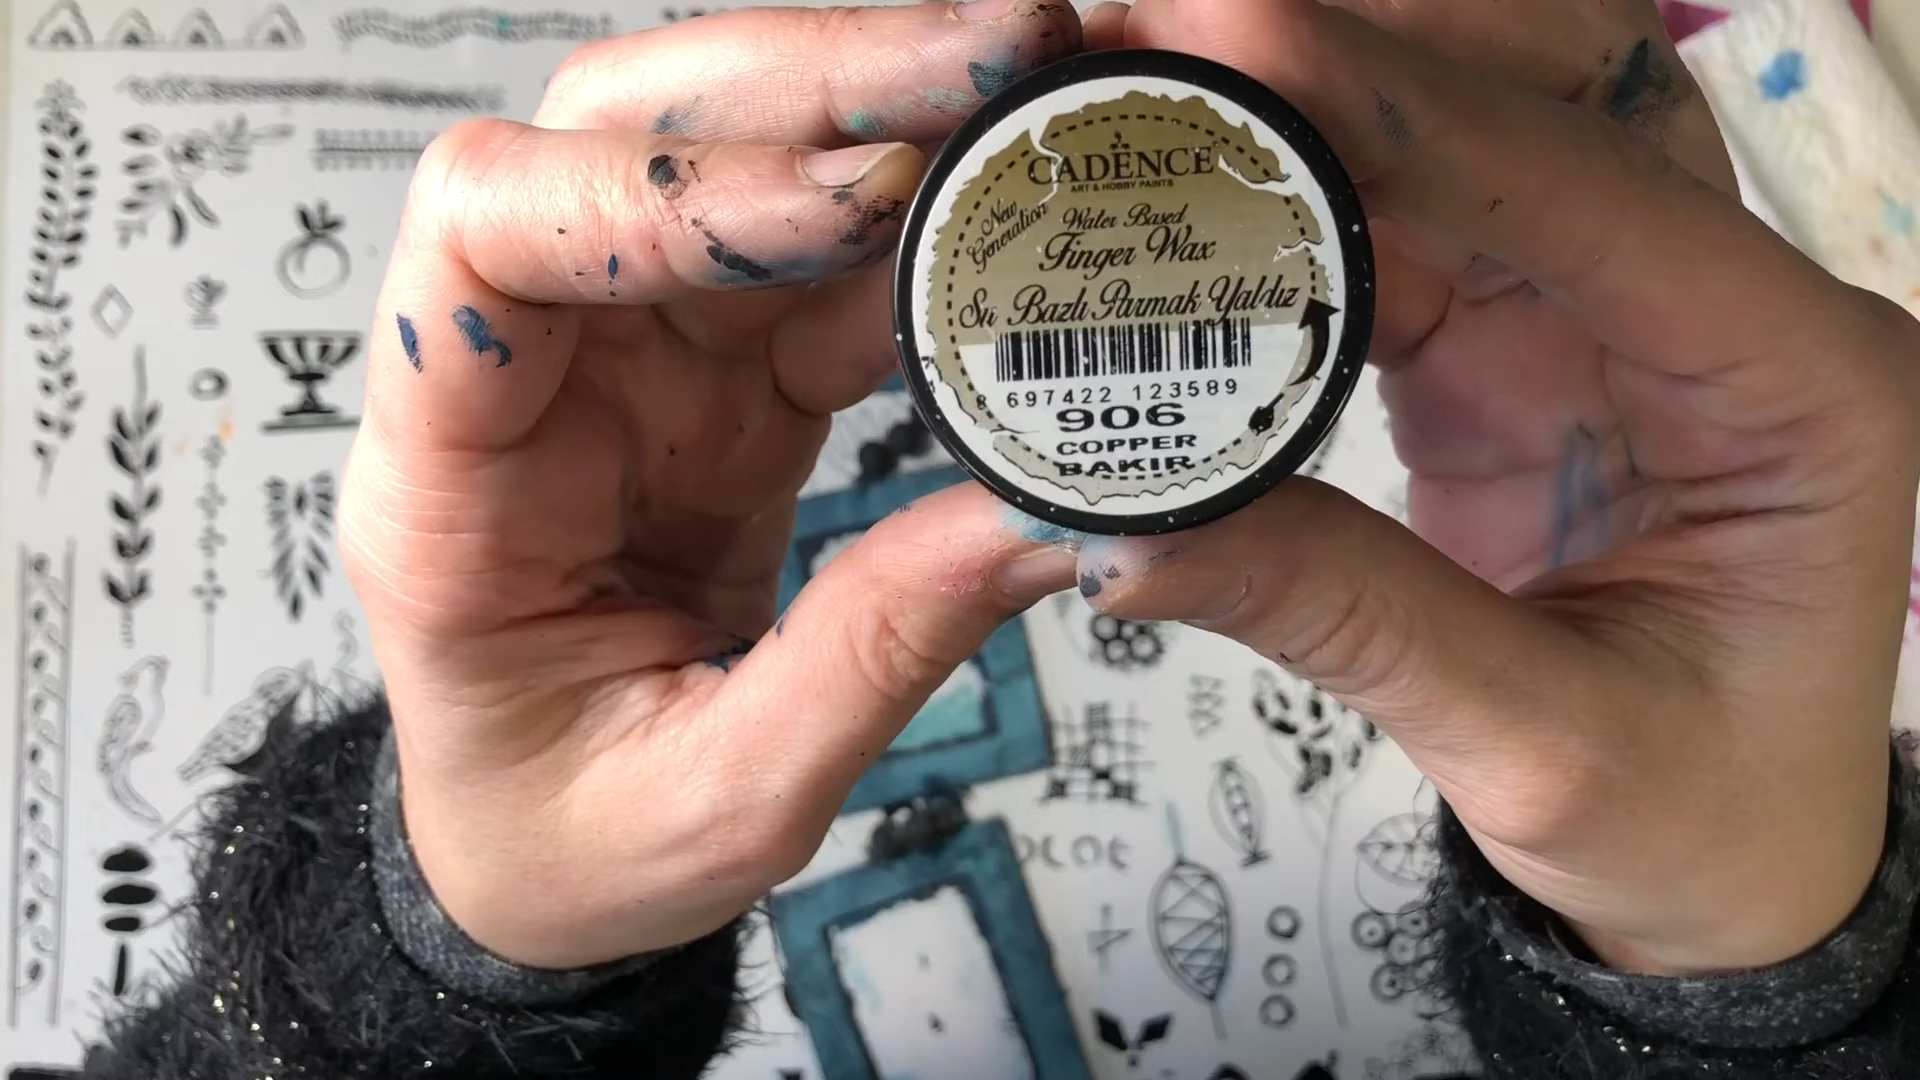 CADENCE
ART & HOBBY PAINTS
New
Generation
Water Based
Finger Wax
Su Bazlı Parmak Yaldız
8 697422 123589
906
COPPER
BAKIR